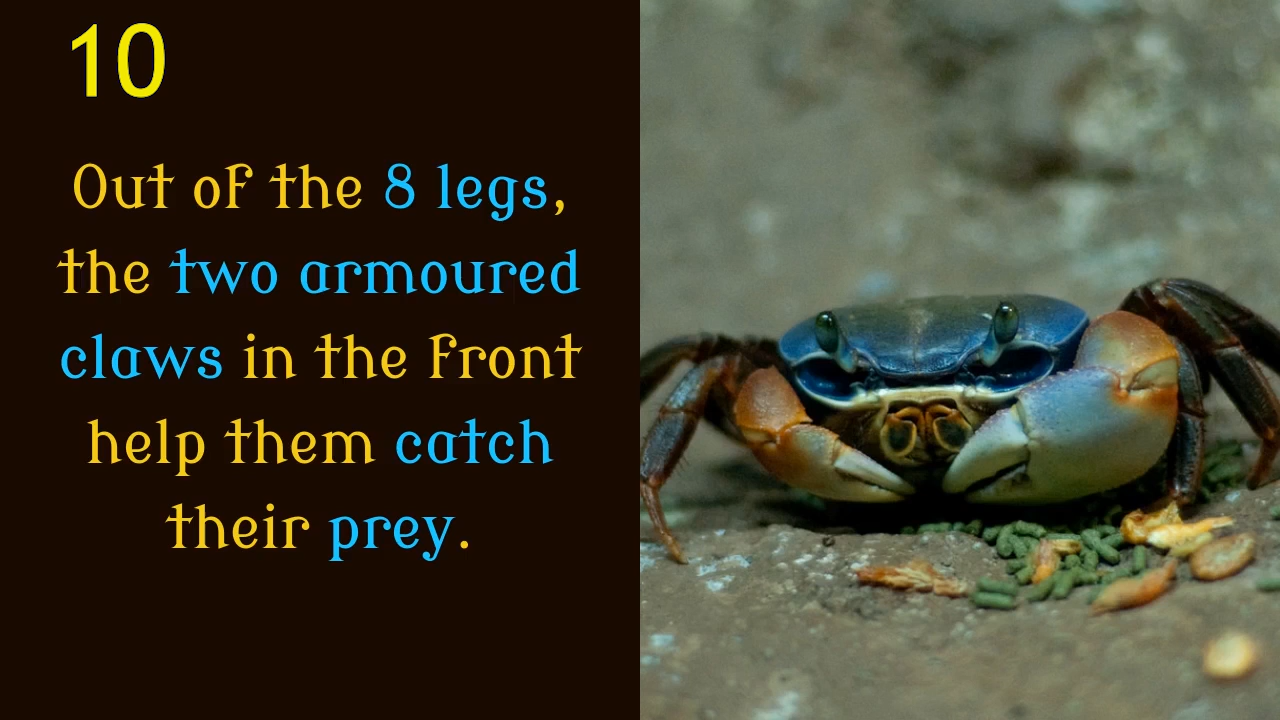 10
Out of the 8 legs,
the two armoured
claws in the front
help them catch
their prey.